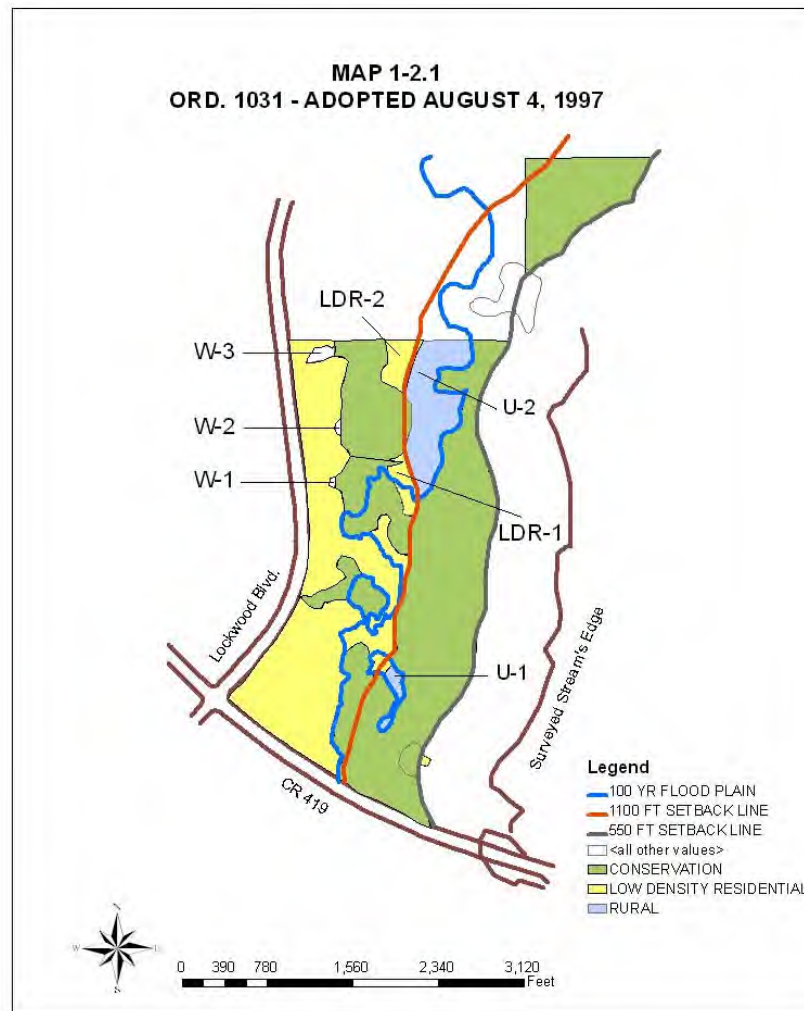 MAP 1-2.1
ORD. 1031 - ADOPTED AUGUST 4, 1997
LDR-2
W-3
U-2
W-2
W-1
LDR-1
Lockwood Blvd.
U-1
Surveyed Stream's Edge
CR 419
Legend
100 YR FLOOD PLAIN
1100 FT SETBACK LINE
550 FT SETBACK LINE
<all other values>
CONSERVATION
LOW DENSITY RESIDENTIAL
RURAL
N
W
E
S
0 390 780 1,560 2,340 3,120
Feet